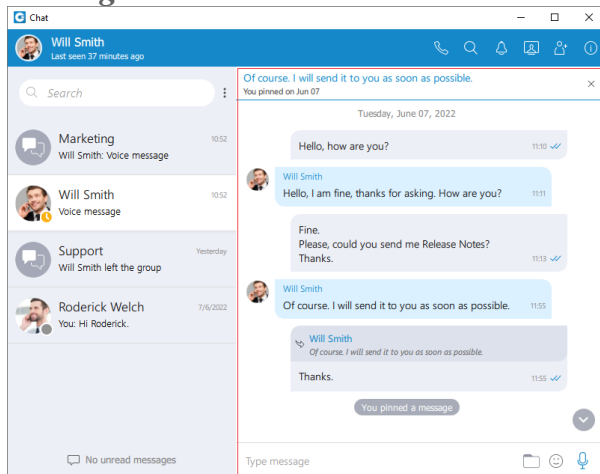 Chat
Will Smith
Last seen 37 minutes ago
Search
Marketing
10:52
Will Smith: Voice message
Will Smith
10:52
Voice message
Support
Yesterday
Will Smith left the group
Roderick Welch
7/6/2022
You: Hi Roderick.
No unread messages
Of course. I will send it to you as soon as possible.
You pinned on Jun 07
Tuesday, June 07, 2022
Hello, how are you?
11:10
Will Smith
Hello, I am fine, thanks for asking. How are you?
11:11
Fine.
Please, could you send me Release Notes?
Thanks.
11:13
Will Smith
Of course. I will send it to you as soon as possible.
11:55
Will Smith
Of course. I will send it to you as soon as possible.
Thanks.
11:55
You pinned a message
Type message